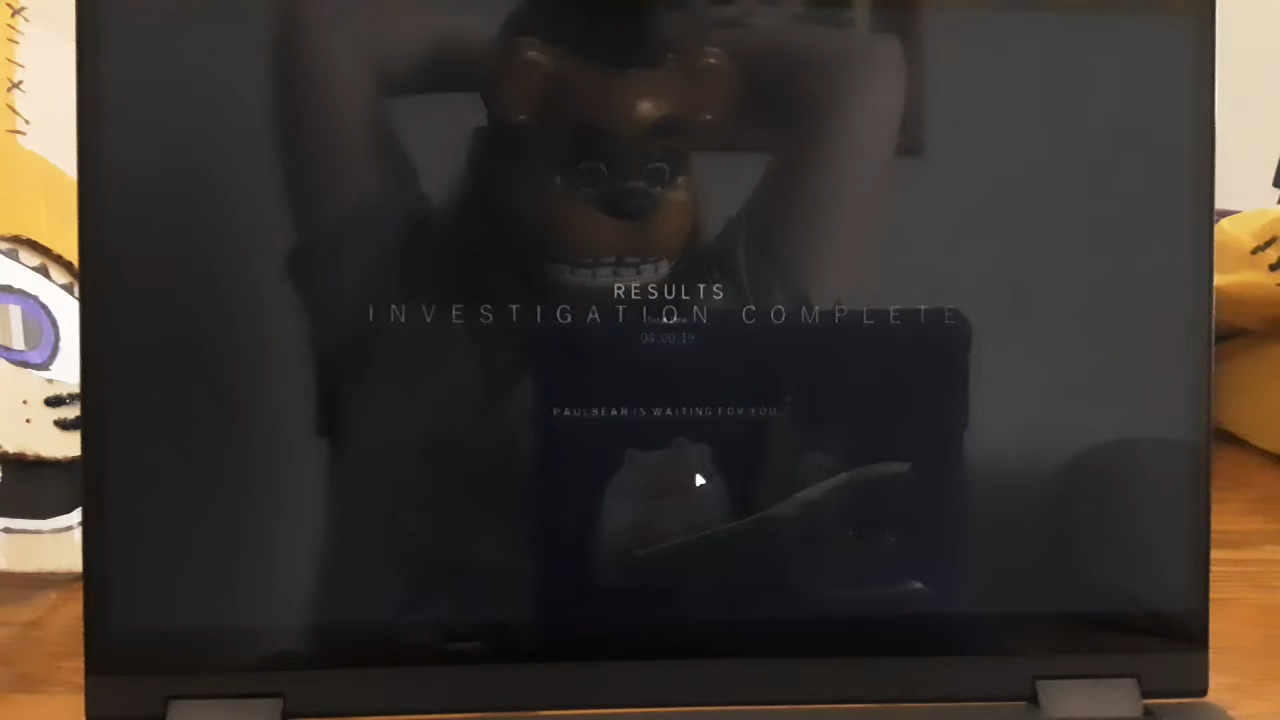 RESULTS
INVESTIGATION COMPLETE
04:00.19
PAULBEAR IS WAITING FOR YOU